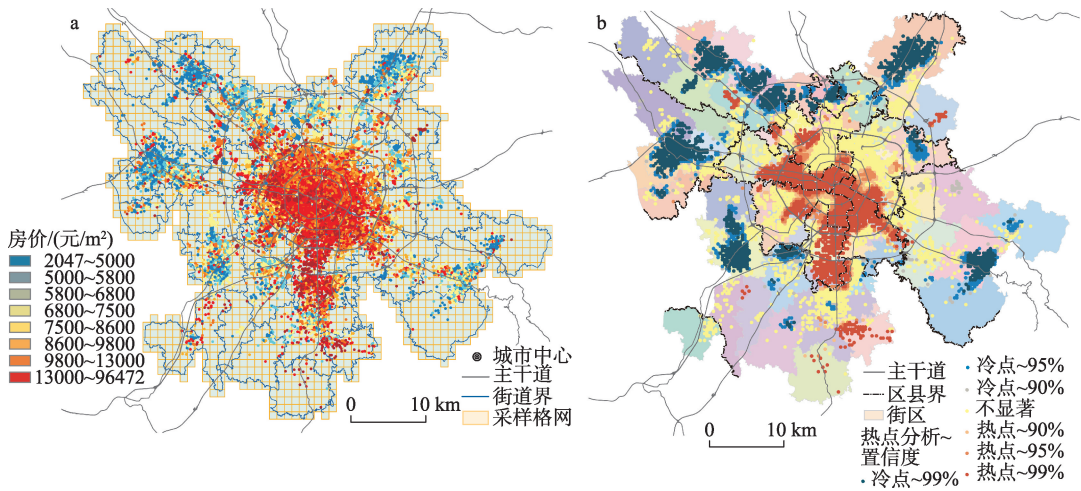 a
房价/(元/m²)
2047~5000
5000~5800
5800~6800
6800~7500
7500~8600
8600~9800
9800~13000
13000~96472
城市中心
主干道
街道界
采样格网
0 10 km
b
主干道
区县界
街区
热点分析~
置信度
冷点~99%
冷点~95%
冷点~90%
不显著
热点~90%
热点~95%
热点~99%
0 10 km